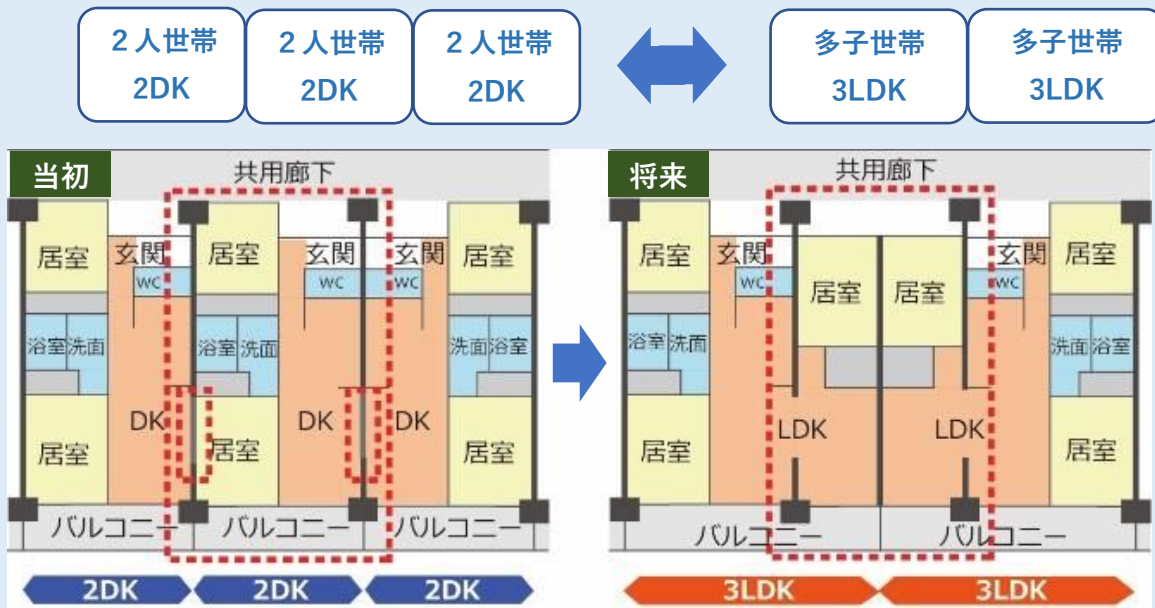 ２人世帯
2DK
２人世帯
2DK
２人世帯
2DK
多子世帯
3LDK
多子世帯
3LDK
当初
共用廊下
居室
玄関
居室
玄関
玄関
居室
WC
WC
WC
浴室 洗面
浴室 洗面
洗面 浴室
DK
DK
DK
居室
居室
居室
バルコニー
バルコニー
バルコニー
2DK
2DK
2DK
将来
共用廊下
居室
玄関
玄関
居室
WC
WC
居室
居室
浴室 洗面
洗面 浴室
LDK
LDK
居室
居室
バルコニー
バルコニー
3LDK
3LDK